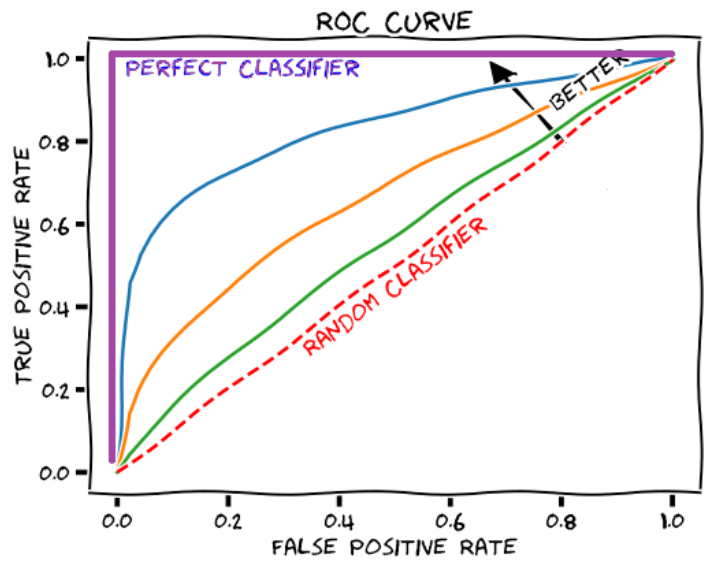 ROC CURVE
PERFECT CLASSIFIER
BETTER
RANDOM CLASSIFIER
TRUE POSITIVE RATE
1.0
0.8
0.6
0.4
0.2
0.0
0.0 0.2 0.4 0.6 0.8 1.0
FALSE POSITIVE RATE